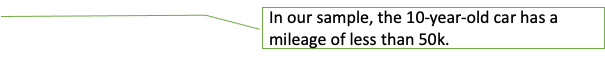 In our sample, the 10-year-old car has a
mileage of less than 50k.